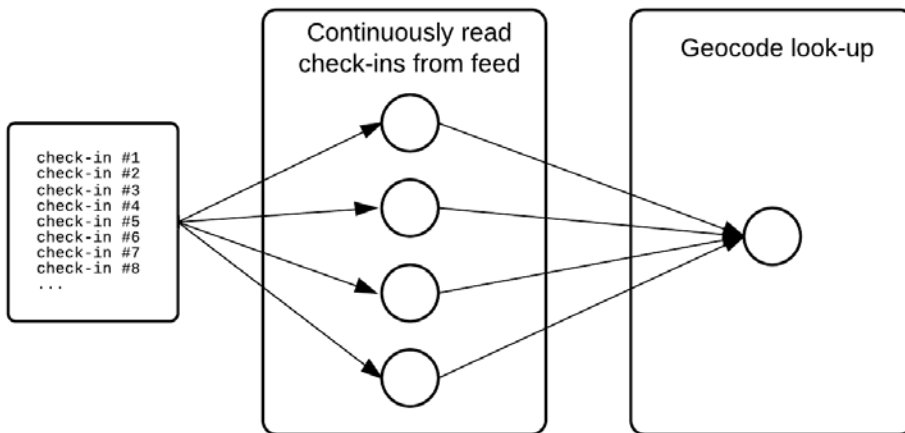 Continuously read
check-ins from feed
Geocode look-up
check-in #1
check-in #2
check-in #3
check-in #4
check-in #5
check-in #6
check-in #7
check-in #8
...